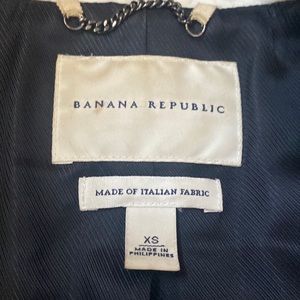 BANANA REPUBLIC
MADE OF ITALIAN FABRIC
XS
MADE IN
PHILIPPINES